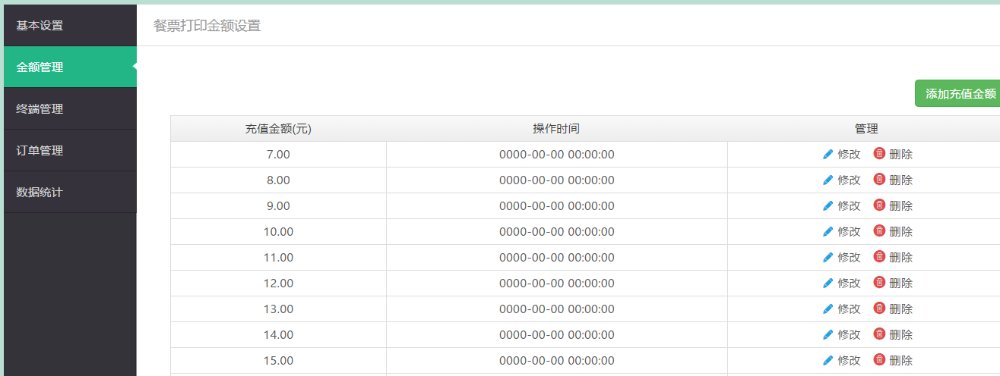 基本设置
金额管理
终端管理
订单管理
数据统计
餐票打印金额设置
添加充值金额
充值金额(元) 操作时间 管理
7.00 0000-00-00 00:00:00 修改 删除
8.00 0000-00-00 00:00:00 修改 删除
9.00 0000-00-00 00:00:00 修改 删除
10.00 0000-00-00 00:00:00 修改 删除
11.00 0000-00-00 00:00:00 修改 删除
12.00 0000-00-00 00:00:00 修改 删除
13.00 0000-00-00 00:00:00 修改 删除
14.00 0000-00-00 00:00:00 修改 删除
15.00 0000-00-00 00:00:00 修改 删除